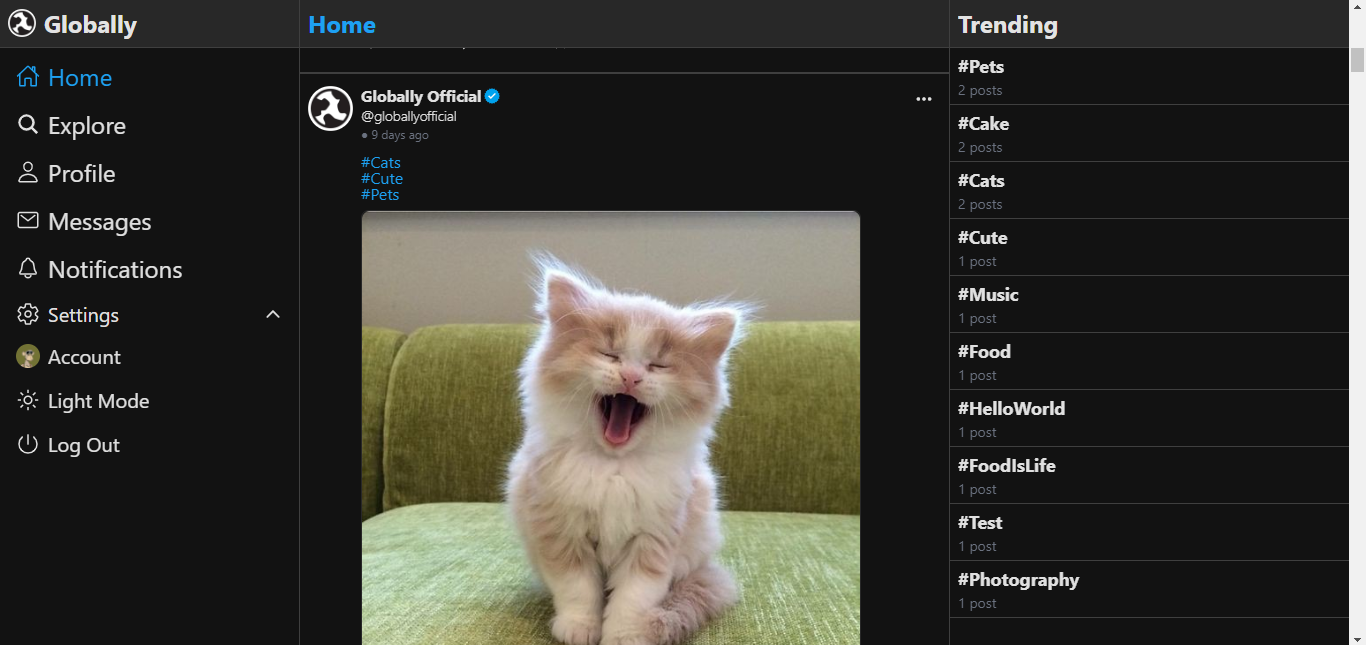 Globally
Home
Explore
Profile
Messages
Notifications
Settings
Account
Light Mode
Log Out
Home
Globally Official
@globallyofficial
● 9 days ago
#Cats
#Cute
#Pets
Trending
#Pets
2 posts
#Cake
2 posts
#Cats
2 posts
#Cute
1 post
#Music
1 post
#Food
1 post
#HelloWorld
1 post
#FoodIsLife
1 post
#Test
1 post
#Photography
1 post